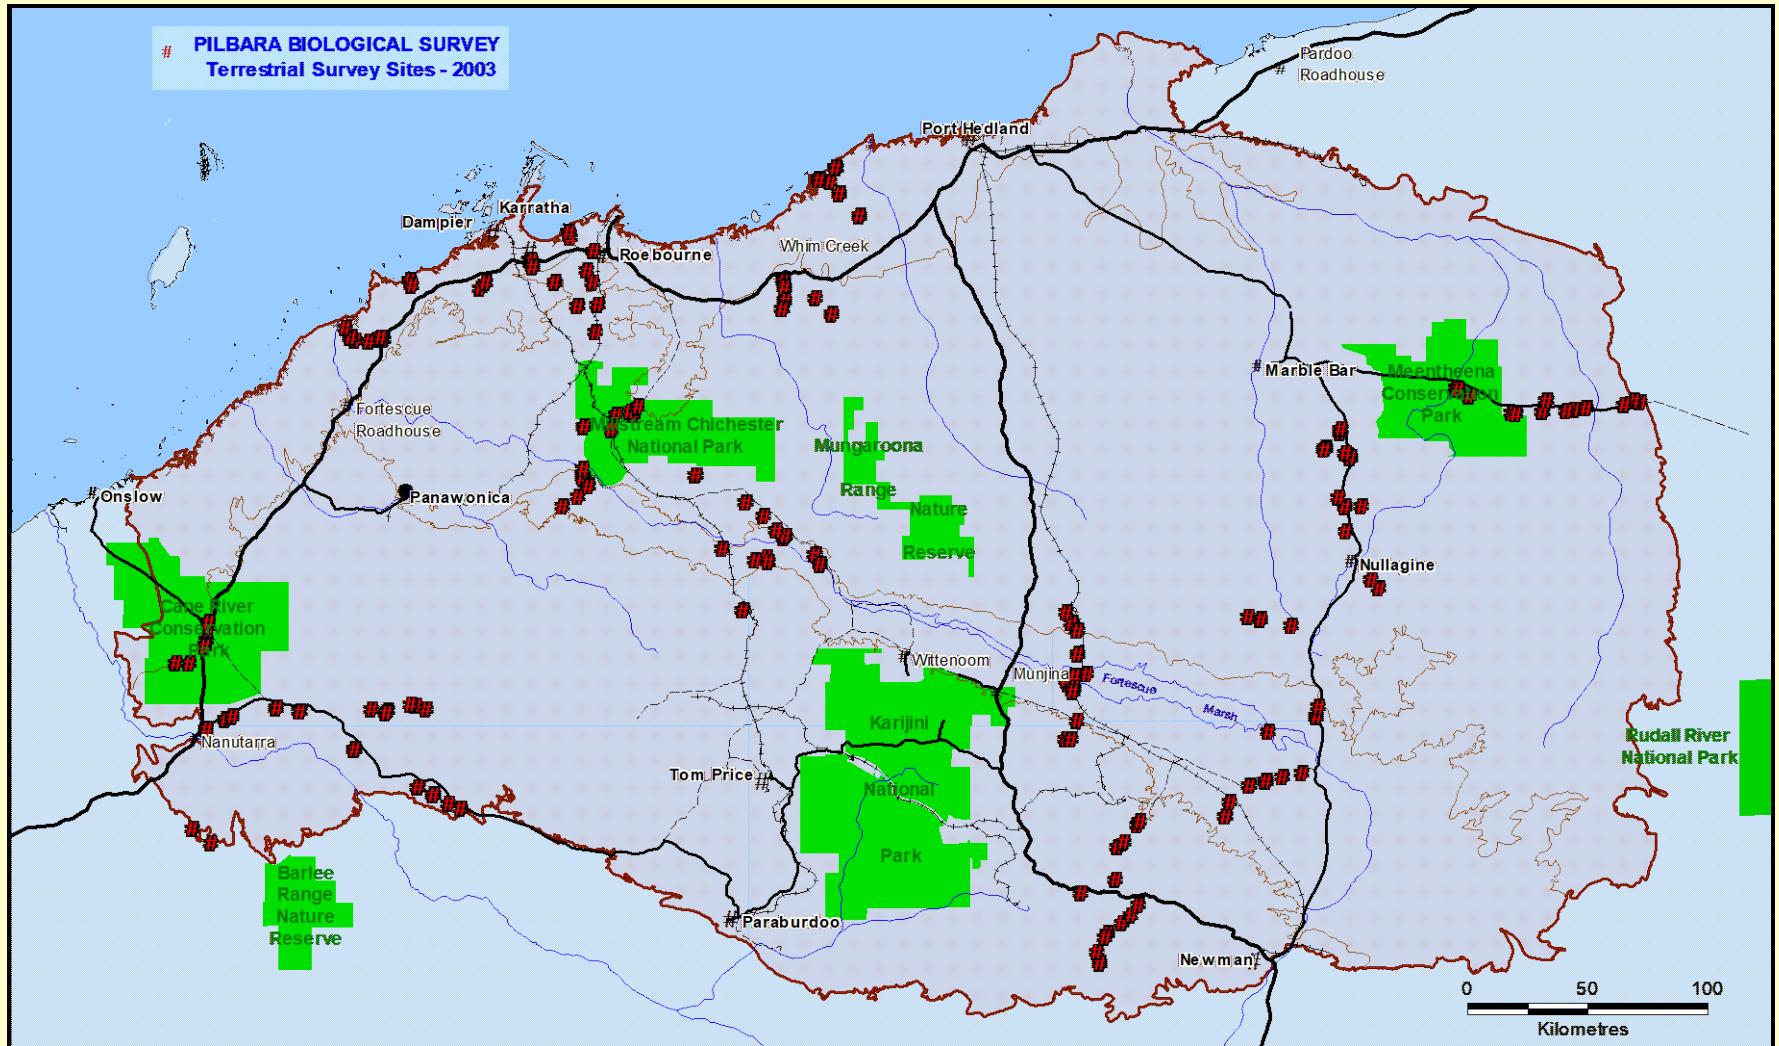 # PILBARA BIOLOGICAL SURVEY
Terrestrial Survey Sites - 2003
Pardoo
Roadhouse
Port Hedland
Karratha
Dampier
Roebourne
Whim Creek
Marble Bar
Meentheena
Conservation
Park
Fortescue
Roadhouse
Millstream Chichester
National Park
Mungaroona
Range
Nature
Reserve
Onslow
Panawonica
Nullagine
Cane River
Conservation
Park
Wittenoom
Munjina
Fortescue
Marsh
Karijini
National
Park
Nanutarra
Rudall River
National Park
Tom Price
Barlee
Range
Nature
Reserve
Paraburdoo
Newman
0 50 100
Kilometres